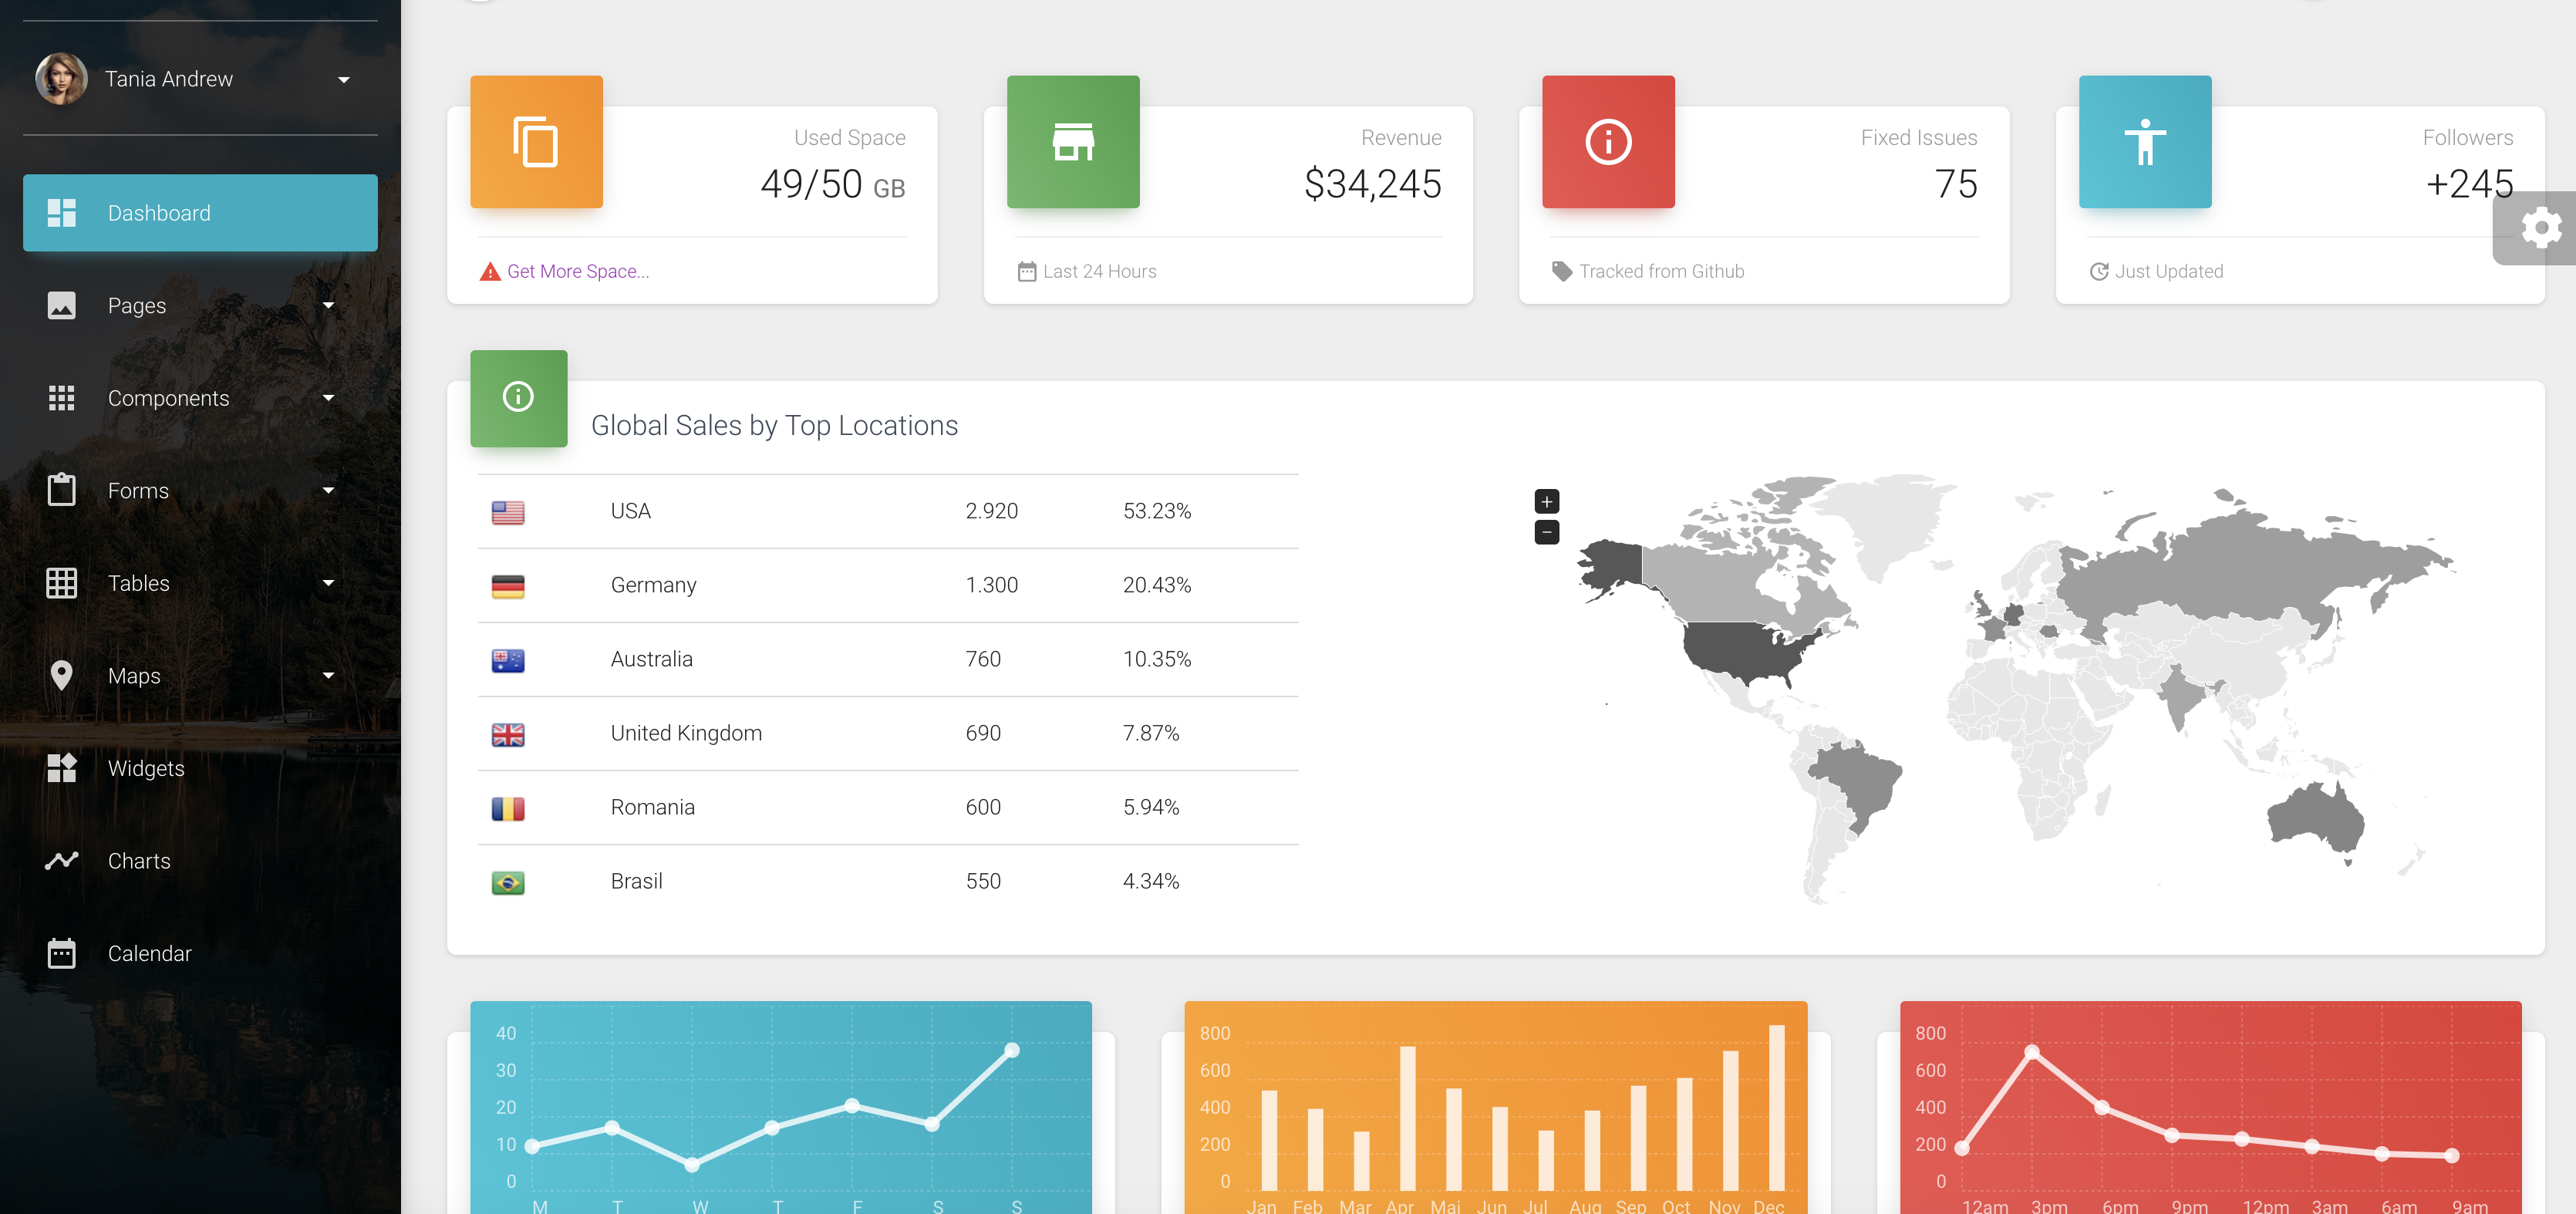 Tania Andrew
Dashboard
Pages
Components
Forms
Tables
Maps
Widgets
Charts
Calendar
Used Space
49/50 GB
Get More Space...
Revenue
$34,245
Last 24 Hours
Fixed Issues
75
Tracked from Github
Followers
+245
Just Updated
Global Sales by Top Locations
USA 2.920 53.23%
Germany 1.300 20.43%
Australia 760 10.35%
United Kingdom 690 7.87%
Romania 600 5.94%
Brasil 550 4.34%
+
−
40
30
20
10
0
M T W T F S S
800
600
400
200
0
Jan Feb Mar Apr Mai Jun Jul Aug Sep Oct Nov Dec
800
600
400
200
0
12am 3pm 6pm 9pm 12pm 3am 6am 9am